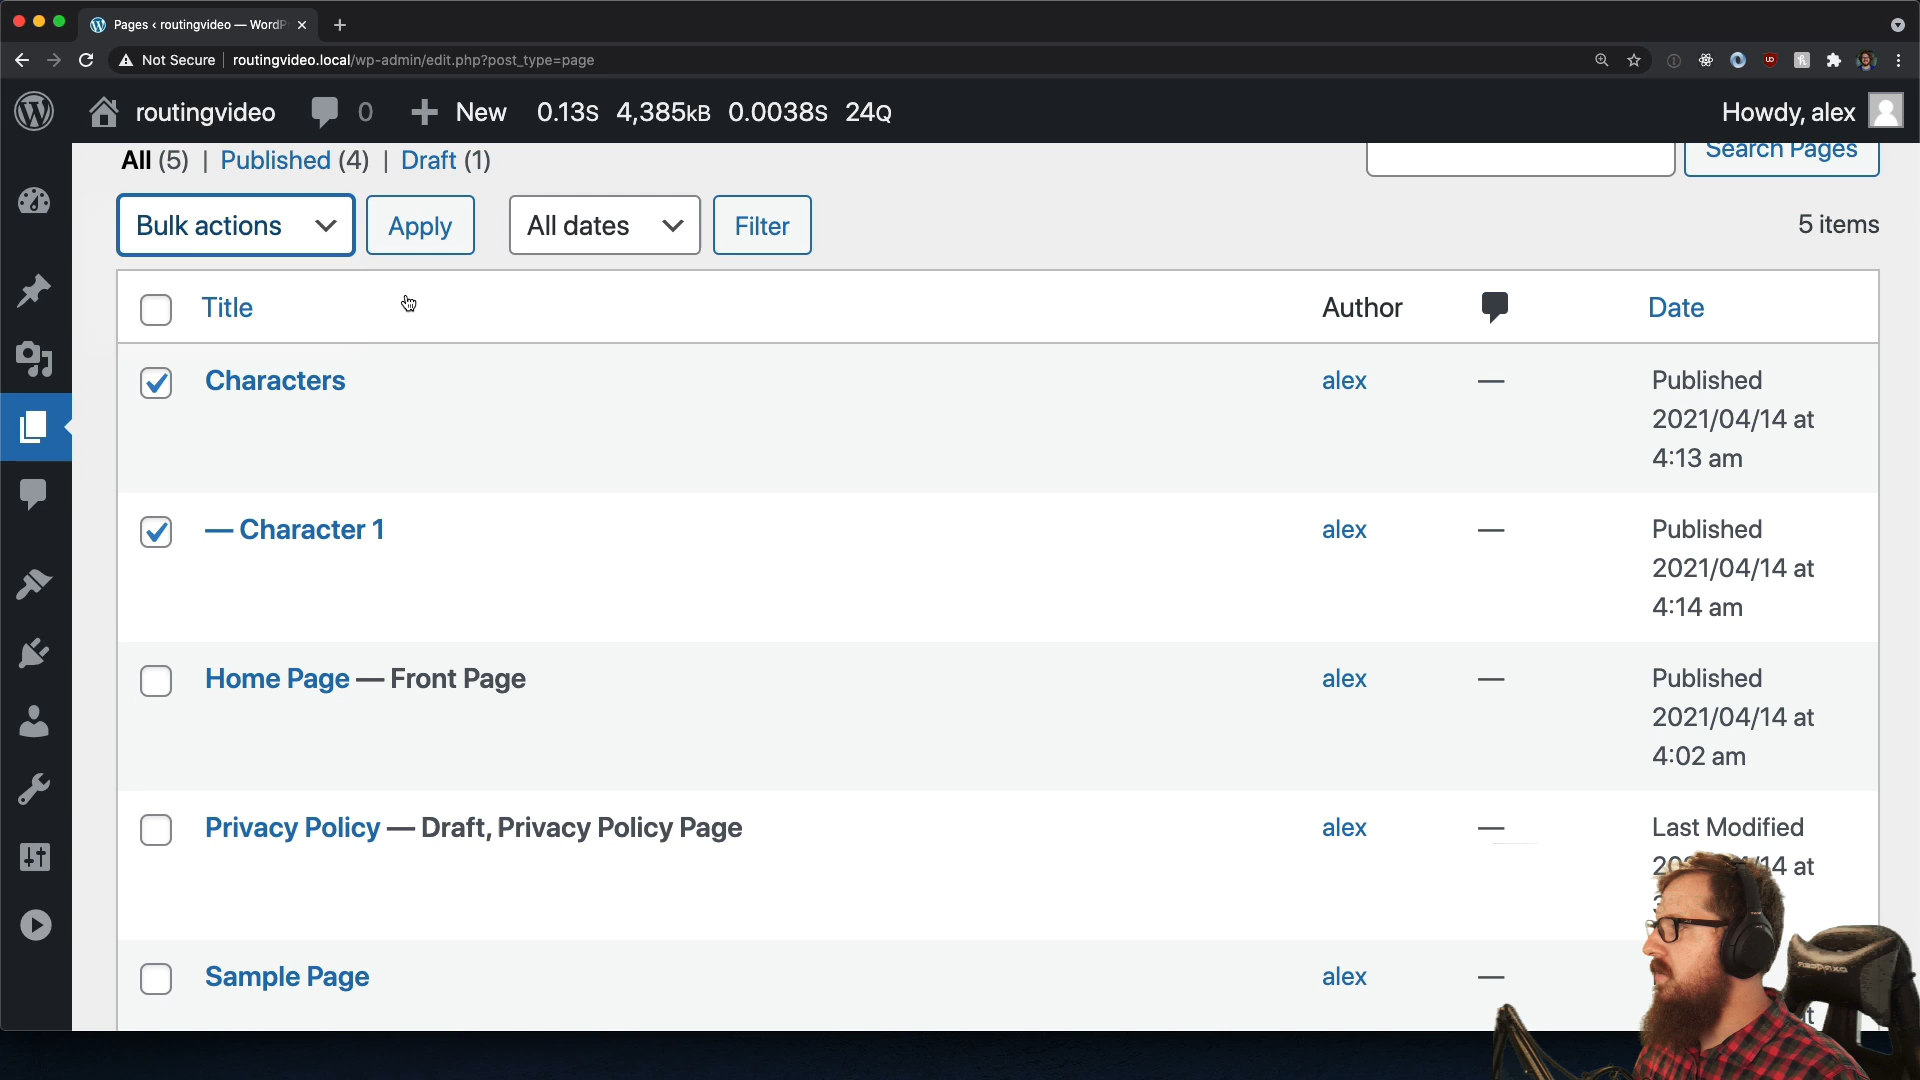 Pages ‹ routingvideo — WordP
Not Secure routingvideo.local/wp-admin/edit.php?post_type=page
routingvideo 0 New 0.13S 4,385KB 0.0038S 24Q Howdy, alex
All (5) | Published (4) | Draft (1) Search Pages
Bulk actions Apply All dates Filter 5 items
Title Author Date
Characters alex — Published
2021/04/14 at
4:13 am
— Character 1 alex — Published
2021/04/14 at
4:14 am
Home Page — Front Page alex — Published
2021/04/14 at
4:02 am
Privacy Policy — Draft, Privacy Policy Page alex — Last Modified
14 at
Sample Page alex —